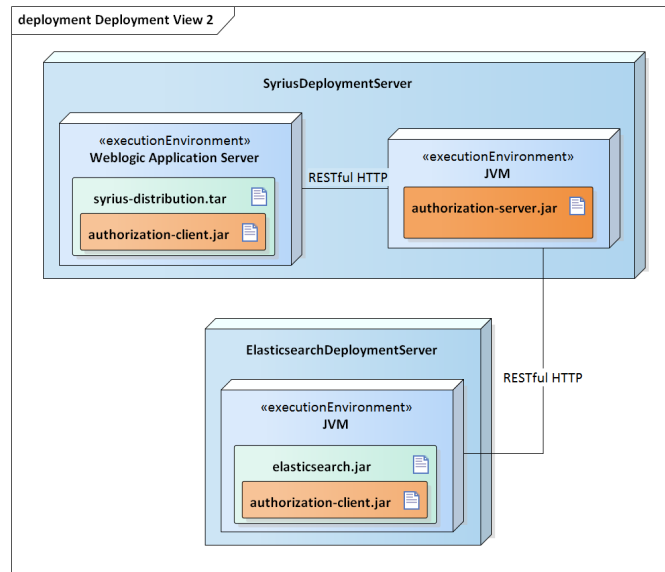 deployment Deployment View 2
SyriusDeploymentServer
«executionEnvironment»
Weblogic Application Server
syrius-distribution.tar
authorization-client.jar
RESTful HTTP
«executionEnvironment»
JVM
authorization-server.jar
ElasticsearchDeploymentServer
«executionEnvironment»
JVM
elasticsearch.jar
authorization-client.jar
RESTful HTTP